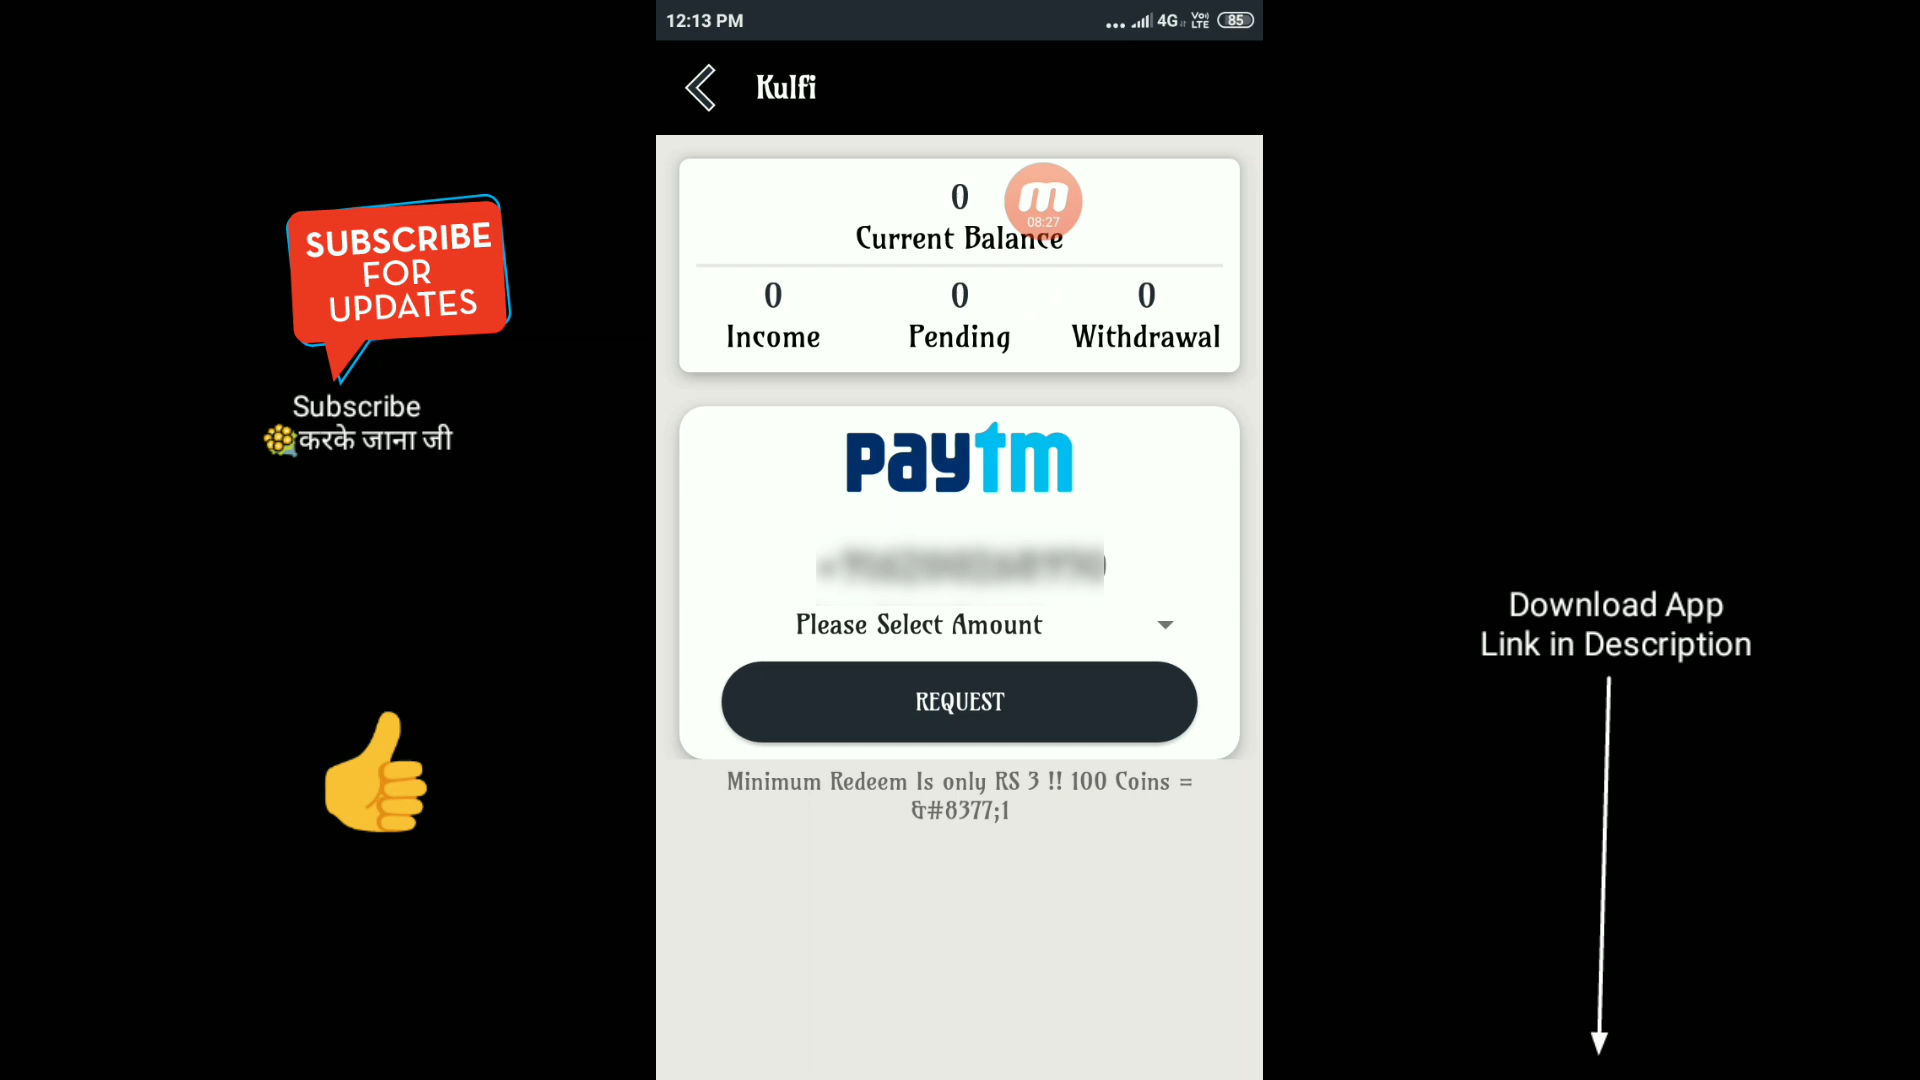 12:13 PM
4G
Vo))
LTE
85
Kulfi
0
08:27
Current Balance
0
0
0
Income
Pending
Withdrawal
SUBSCRIBE
FOR
UPDATES
Subscribe
करके जाना जी
paytm
Please Select Amount
REQUEST
Minimum Redeem Is only RS 3 !! 100 Coins =
&#8377;1
Download App
Link in Description